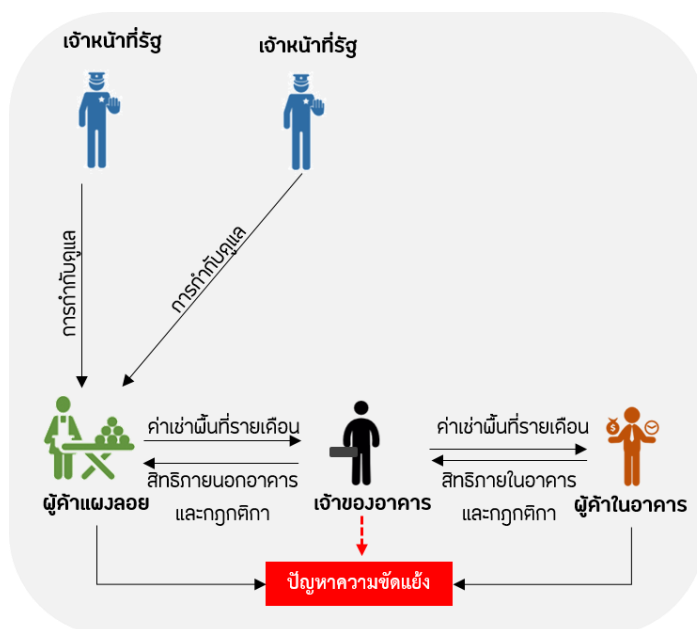 เจ้าหน้าที่รัฐ
เจ้าหน้าที่รัฐ
การกำกับดูแล
การกำกับดูแล
ค่าเช่าพื้นที่รายเดือน
ค่าเช่าพื้นที่รายเดือน
สิทธิภายนอกอาคาร
และกฎกติกา
สิทธิภายในอาคาร
และกฎกติกา
ผู้ค้าแผงลอย
เจ้าของอาคาร
ผู้ค้าในอาคาร
ปัญหาความขัดแย้ง
$